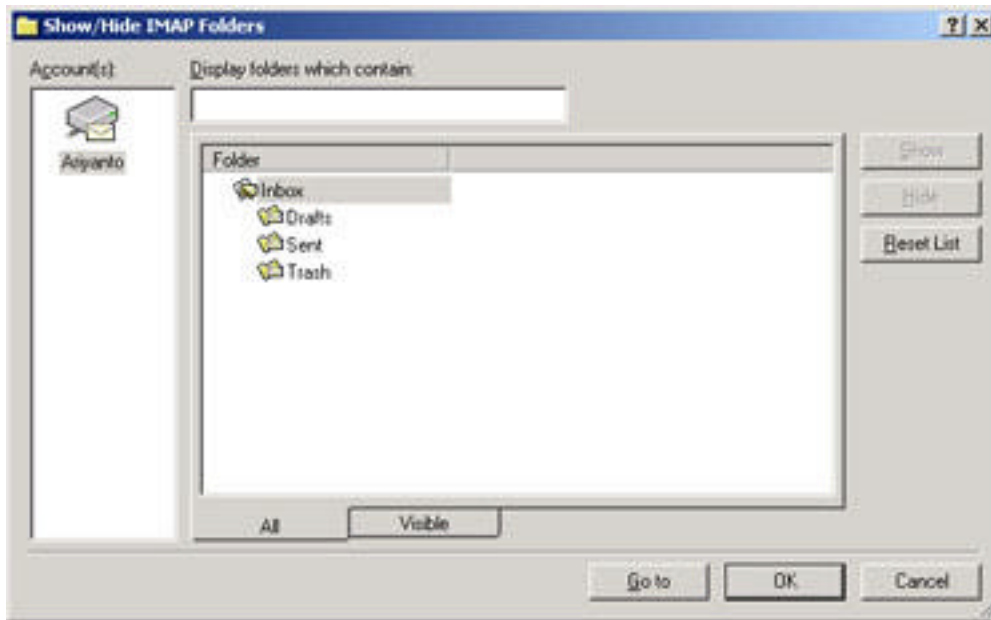 Show/Hide IMAP Folders
Account(s):
Display folders which contain:
Ariyanto
Folder
Inbox
Drafts
Sent
Trash
Show
Hide
Reset List
All
Visible
Go to
OK
Cancel